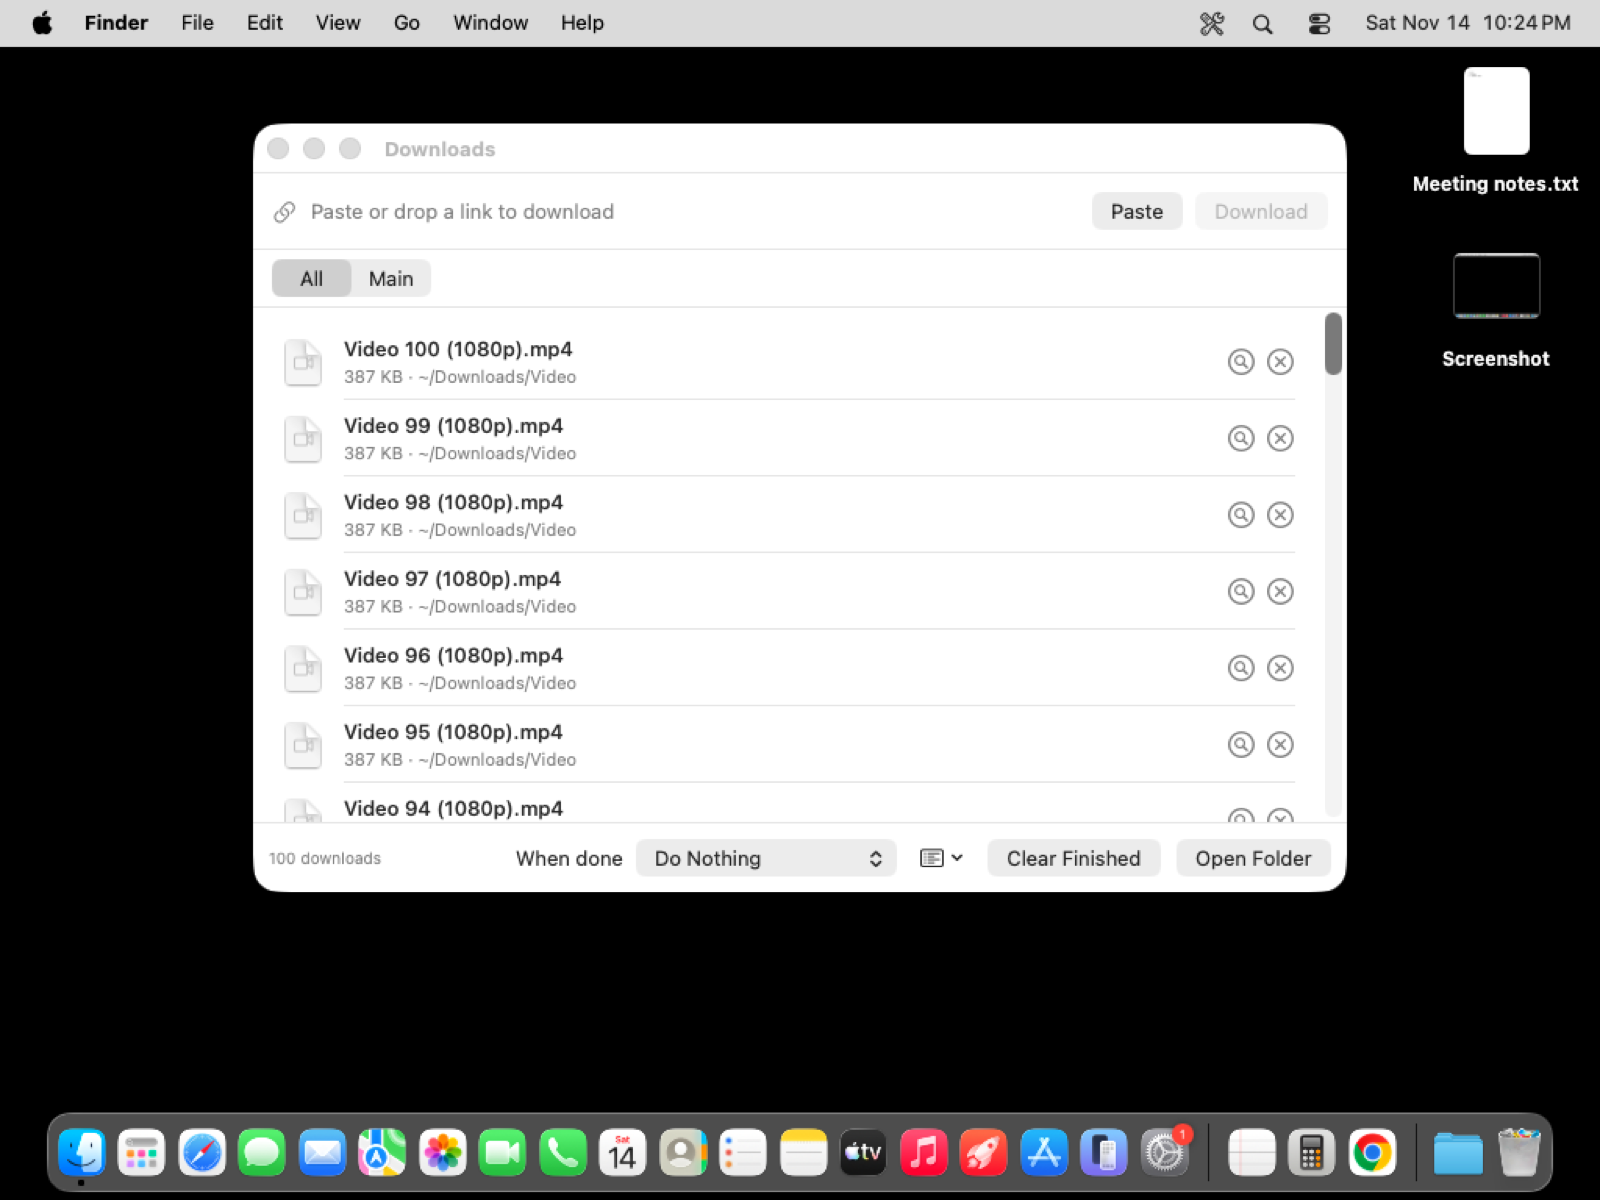 Finder File Edit View Go Window Help Sat Nov 14 10:24 PM
Meeting notes.txt
Screenshot
Downloads
Paste or drop a link to download Paste Download
All Main
Video 100 (1080p).mp4
387 KB · ~/Downloads/Video
Video 99 (1080p).mp4
387 KB · ~/Downloads/Video
Video 98 (1080p).mp4
387 KB · ~/Downloads/Video
Video 97 (1080p).mp4
387 KB · ~/Downloads/Video
Video 96 (1080p).mp4
387 KB · ~/Downloads/Video
Video 95 (1080p).mp4
387 KB · ~/Downloads/Video
Video 94 (1080p).mp4
100 downloads When done Do Nothing Clear Finished Open Folder
Sat
14
tv
1